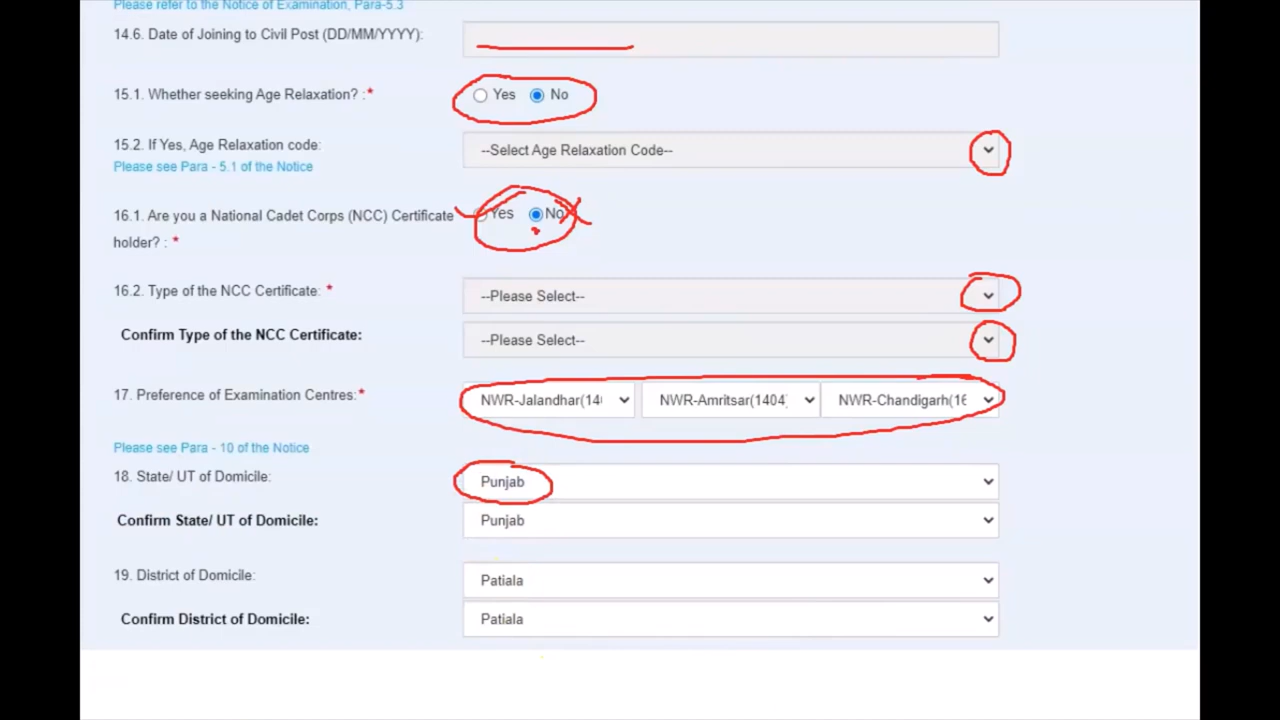 Please refer to the Notice of Examination, Para-5.3
14.6. Date of Joining to Civil Post (DD/MM/YYYY):
15.1. Whether seeking Age Relaxation? :* Yes No
15.2. If Yes, Age Relaxation code: --Select Age Relaxation Code--
Please see Para - 5.1 of the Notice
16.1. Are you a National Cadet Corps (NCC) Certificate Yes No
holder? : *
16.2. Type of the NCC Certificate: * --Please Select--
Confirm Type of the NCC Certificate: --Please Select--
17. Preference of Examination Centres:* NWR-Jalandhar(14 NWR-Amritsar(1404) NWR-Chandigarh(16
Please see Para - 10 of the Notice
18. State/ UT of Domicile: Punjab
Confirm State/ UT of Domicile: Punjab
19. District of Domicile: Patiala
Confirm District of Domicile: Patiala